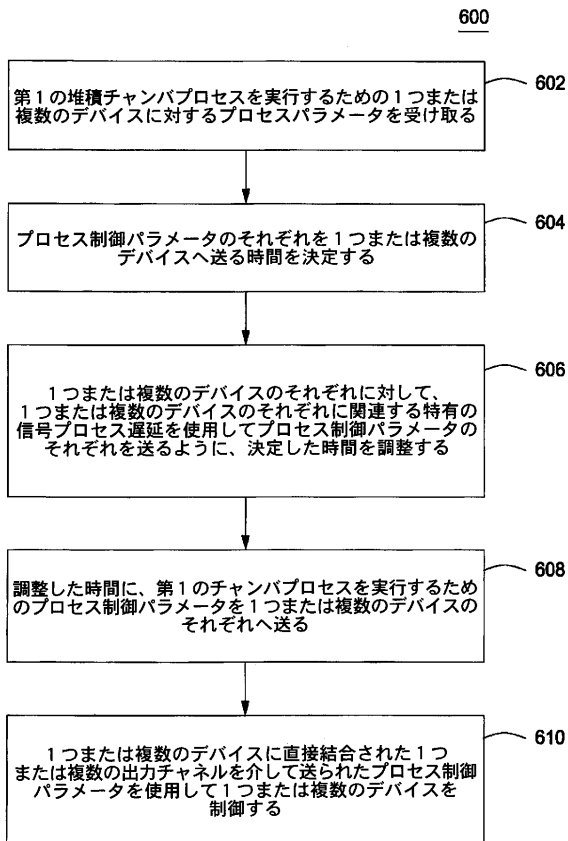 600
602
第１の堆積チャンバプロセスを実行するための１つまたは
複数のデバイスに対するプロセスパラメータを受け取る
604
プロセス制御パラメータのそれぞれを１つまたは複数の
デバイスへ送る時間を決定する
606
１つまたは複数のデバイスのそれぞれに対して、
１つまたは複数のデバイスのそれぞれに関連する特有の
信号プロセス遅延を使用してプロセス制御パラメータの
それぞれを送るように、決定した時間を調整する
608
調整した時間に、第１のチャンバプロセスを実行するため
のプロセス制御パラメータを１つまたは複数のデバイスの
それぞれへ送る
610
１つまたは複数のデバイスに直接結合された１つ
または複数の出力チャネルを介して送られたプロセス制御
パラメータを使用して１つまたは複数のデバイスを
制御する